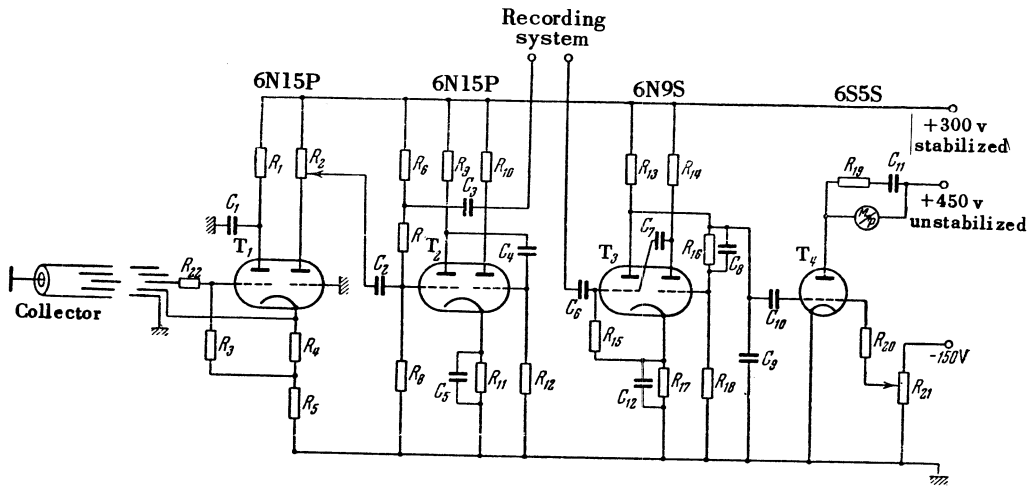 Recording
system
6N15P
6N15P
6N9S
6S5S
+300 v
stabilized
R1
R2
R6
R9
R10
R13
R14
R19
C11
+450 v
unstabilized
C3
C1
T1
R
T2
C4
C7
R16
C8
T3
T4
R22
C2
C6
C10
Collector
R3
R4
R15
R20
-150V
R5
R8
C5
R11
R12
C12
R17
R18
C9
R21